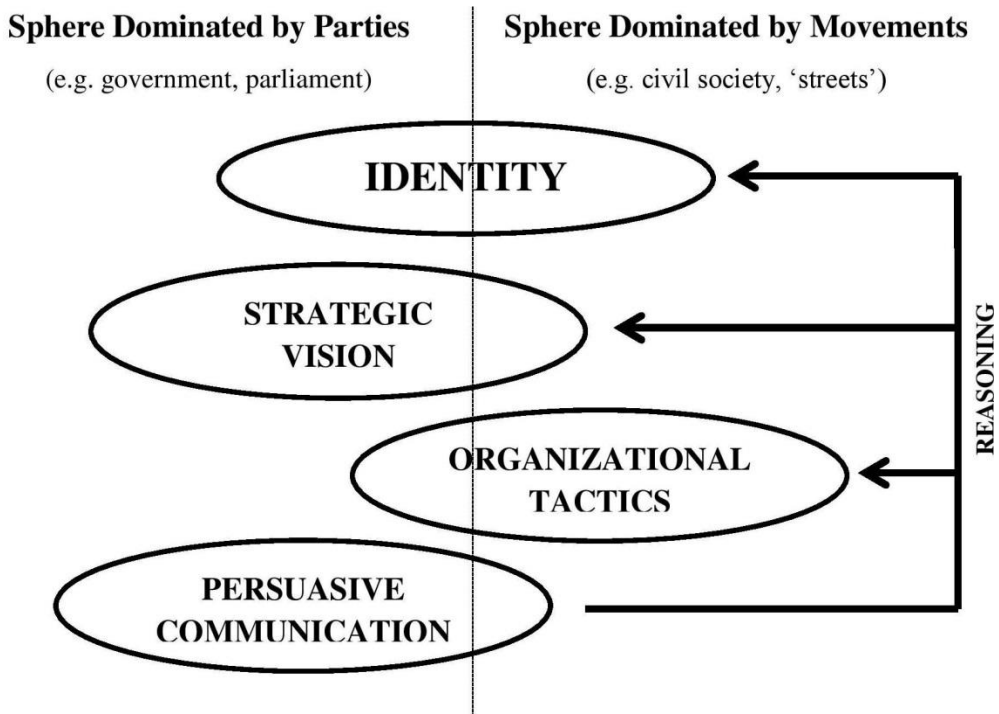 Sphere Dominated by Parties
(e.g. government, parliament)
Sphere Dominated by Movements
(e.g. civil society, ‘streets’)
IDENTITY
STRATEGIC
VISION
ORGANIZATIONAL
TACTICS
PERSUASIVE
COMMUNICATION
REASONING